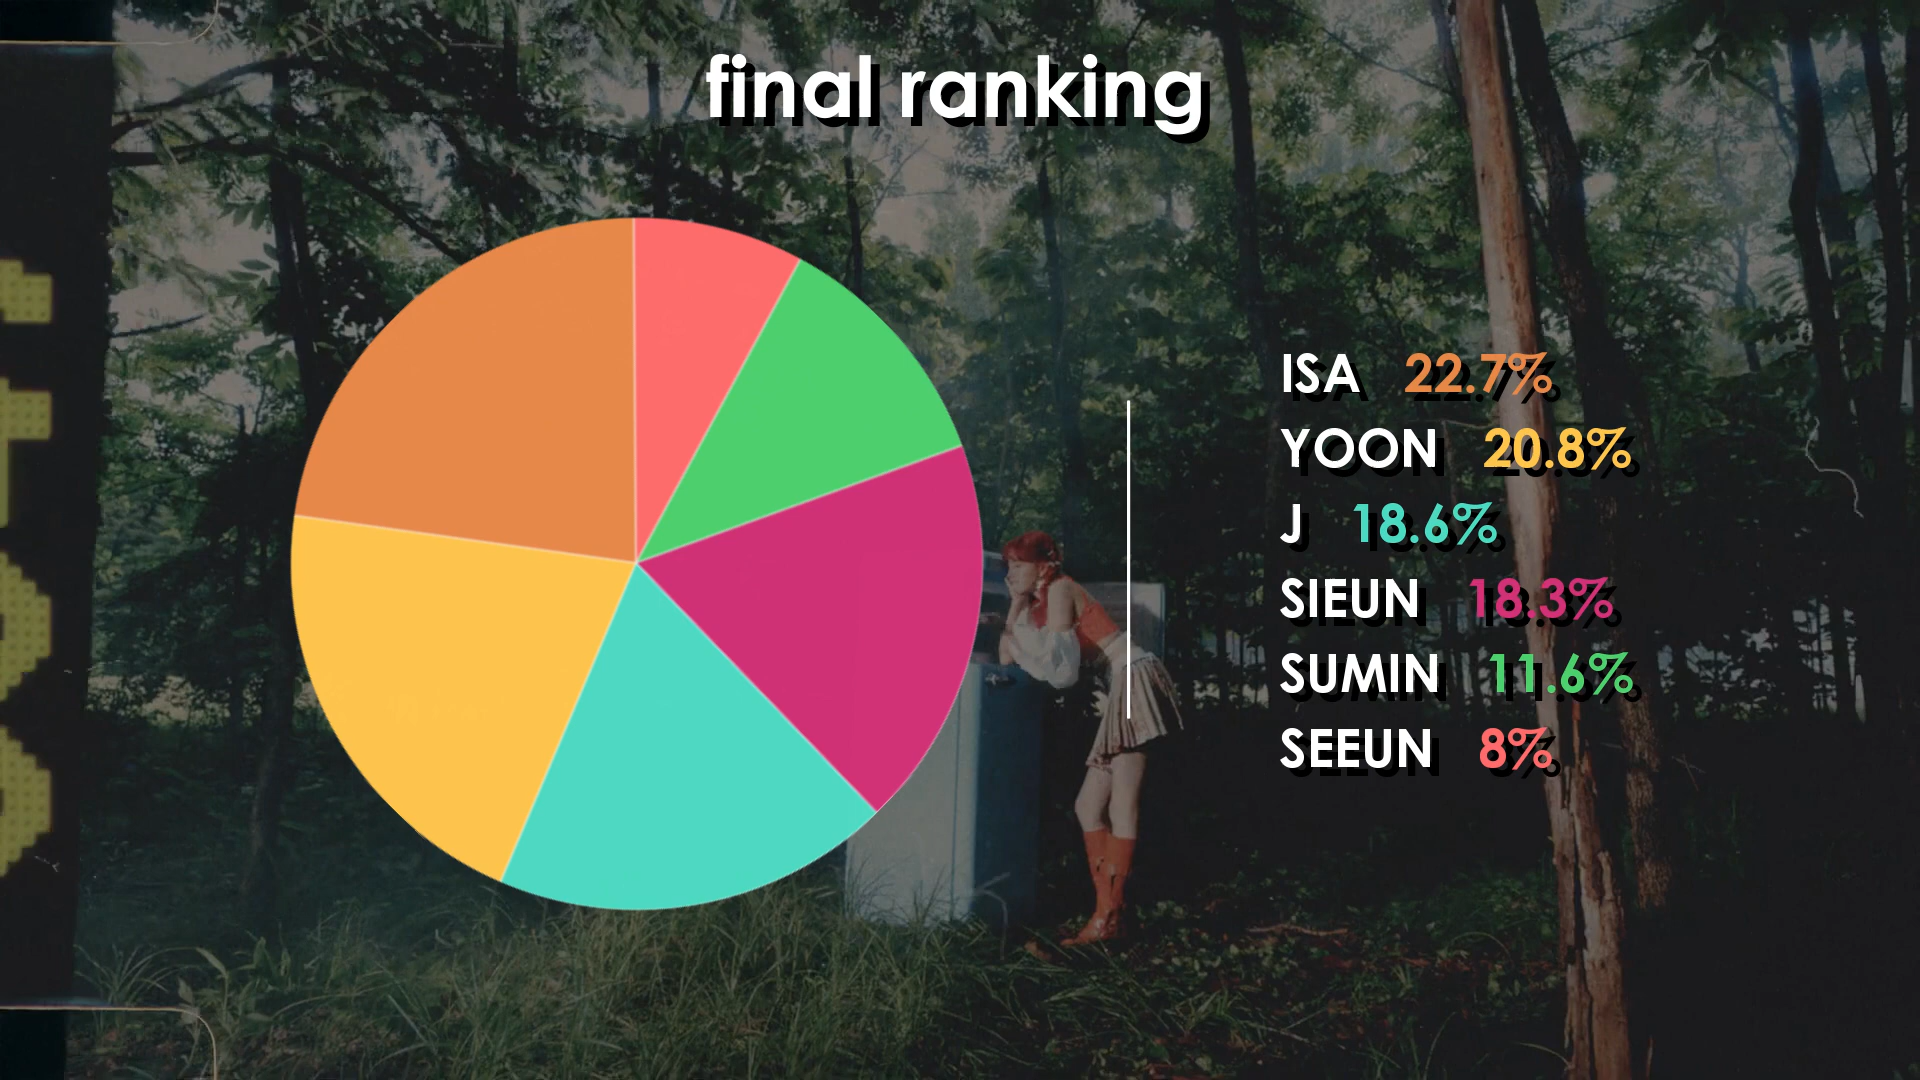 final ranking
ISA 22.7%
YOON 20.8%
J 18.6%
SIEUN 18.3%
SUMIN 11.6%
SEEUN 8%